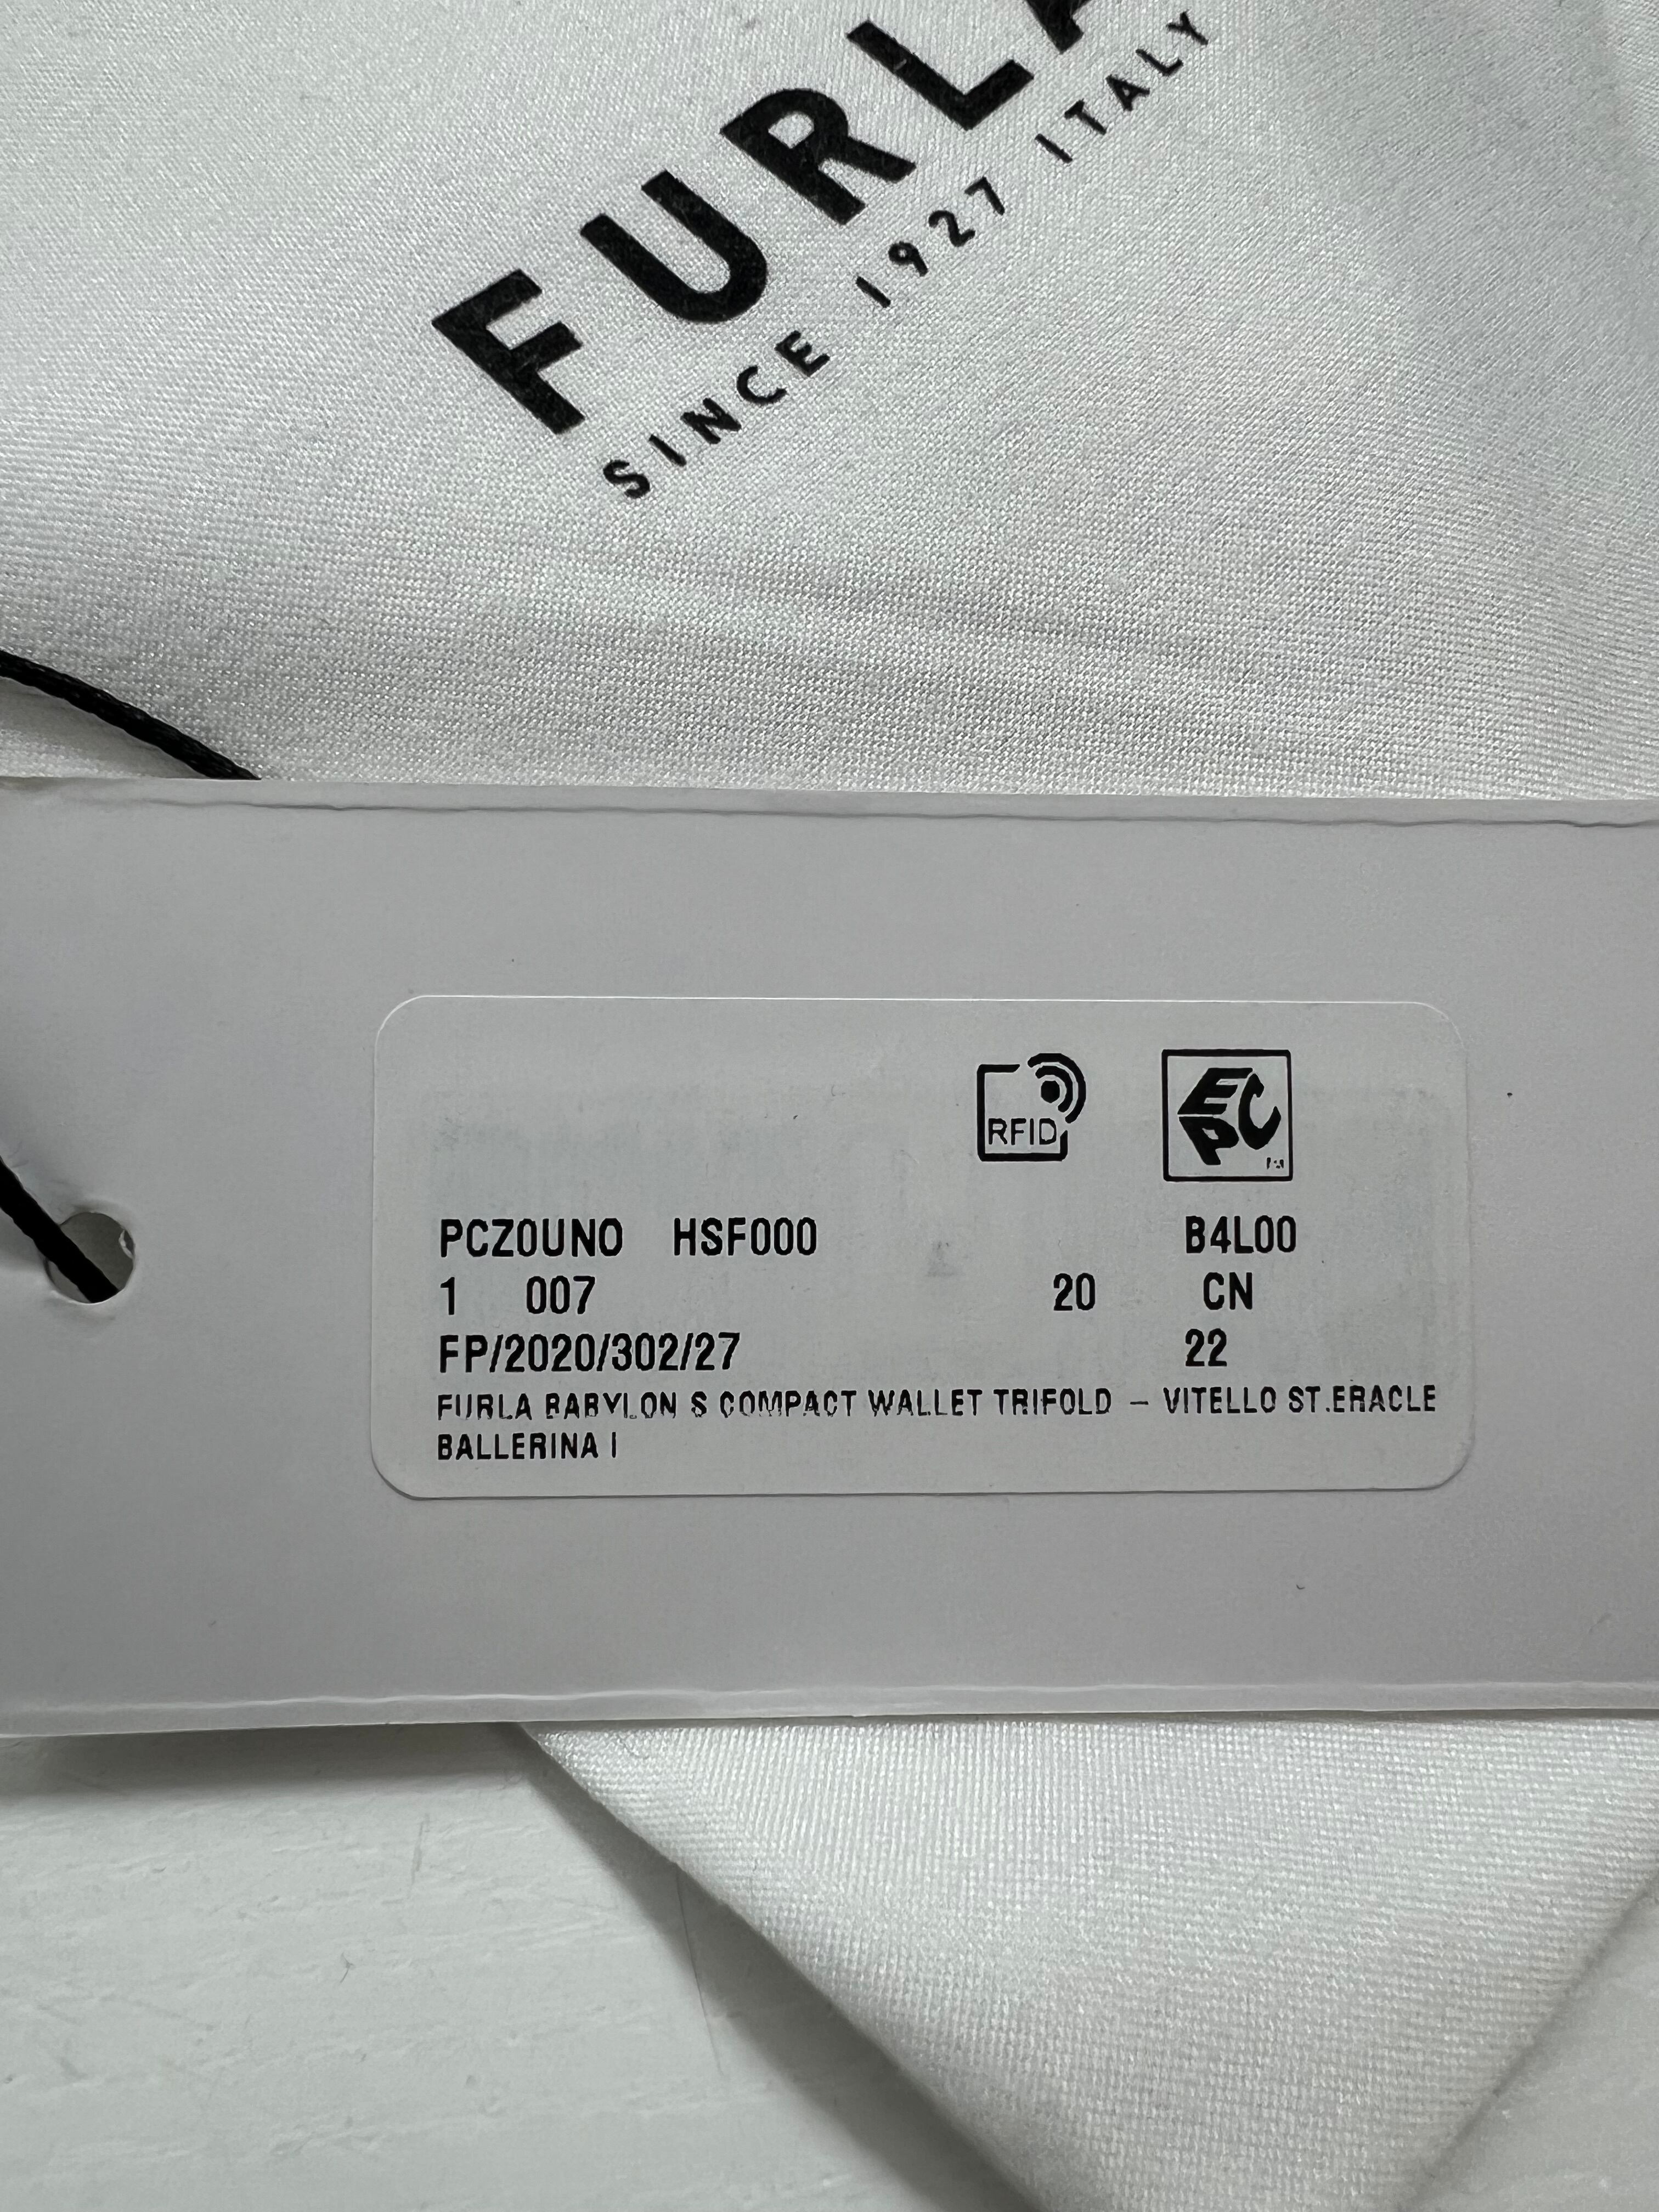 FURLA
SINCE 1927 ITALY
RFID
EPC
PCZ0UNO HSF000 B4L00
1 007 20 CN
FP/2020/302/27 22
FURLA BABYLON S COMPACT WALLET TRIFOLD – VITELLO ST.ERACLE
BALLERINA I